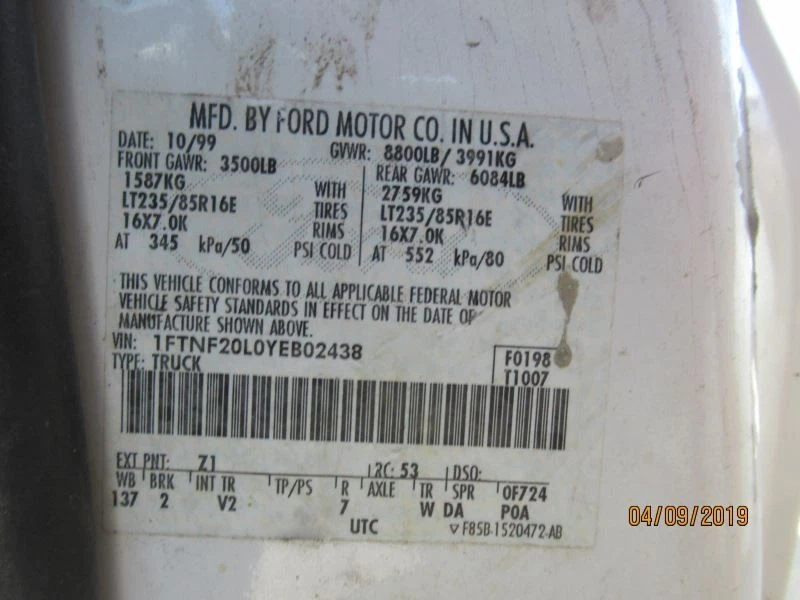 MFD. BY FORD MOTOR CO. IN U.S.A.
DATE: 10/99 GVWR: 8800LB/ 3991KG
FRONT GAWR: 3500LB REAR GAWR: 6084LB
1587KG WITH 2759KG WITH
LT235/85R16E TIRES LT235/85R16E TIRES
16X7.0K RIMS 16X7.0K RIMS
AT 345 kPa/50 PSI COLD AT 552 kPa/80 PSI COLD
THIS VEHICLE CONFORMS TO ALL APPLICABLE FEDERAL MOTOR
VEHICLE SAFETY STANDARDS IN EFFECT ON THE DATE OF
MANUFACTURE SHOWN ABOVE.
VIN: 1FTNF20L0YEB02438 F0198
TYPE: TRUCK T1007
EXT PNT: Z1 RC: 53 DSO:
WB BRK INT TR TP/PS R AXLE TR SPR 0F724
137 2 V2 7 W DA P0A
UTC ▽ F85B-1520472-AB
04/09/2019